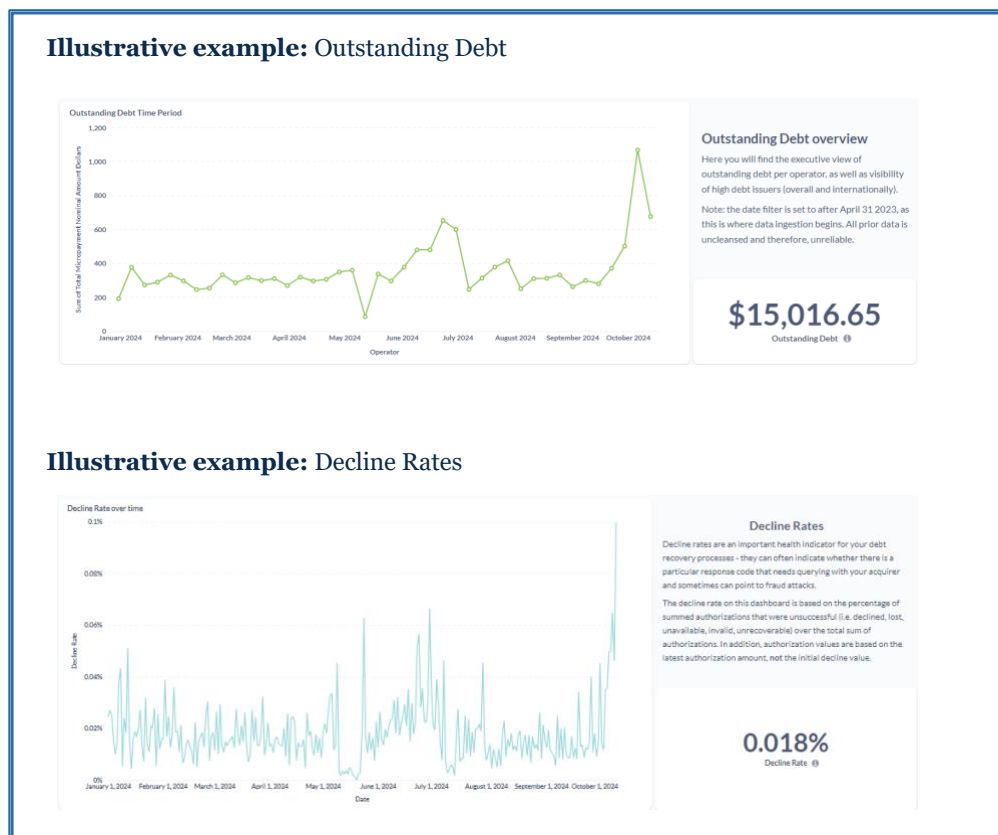 Illustrative example: Outstanding Debt
Outstanding Debt Time Period
1,200
1,000
800
600
400
200
0
Sum of Total Micropayment Nominal Amount Dollars
January 2024 February 2024 March 2024 April 2024 May 2024 June 2024 July 2024 August 2024 September 2024 October 2024
Operator
Outstanding Debt overview
Here you will find the executive view of
outstanding debt per operator, as well as visibility
of high debt issuers (overall and internationally).
Note: the date filter is set to after April 31 2023, as
this is where data ingestion begins. All prior data is
uncleansed and therefore, unreliable.
$15,016.65
Outstanding Debt
Illustrative example: Decline Rates
Decline Rate over time
0.1%
0.08%
0.06%
0.04%
0.02%
0%
Decline Rate
January 1, 2024 February 1, 2024 March 1, 2024 April 1, 2024 May 1, 2024 June 1, 2024 July 1, 2024 August 1, 2024 September 1, 2024 October 1, 2024
Date
Decline Rates
Decline rates are an important health indicator for your debt
recovery processes - they can often indicate whether there is a
particular response code that needs querying with your acquirer
and sometimes can point to fraud attacks.
The decline rate on this dashboard is based on the percentage of
summed authorizations that were unsuccessful (i.e. declined, lost,
unavailable, invalid, unrecoverable) over the total sum of
authorizations. In addition, authorization values are based on the
latest authorization amount, not the initial decline value.
0.018%
Decline Rate